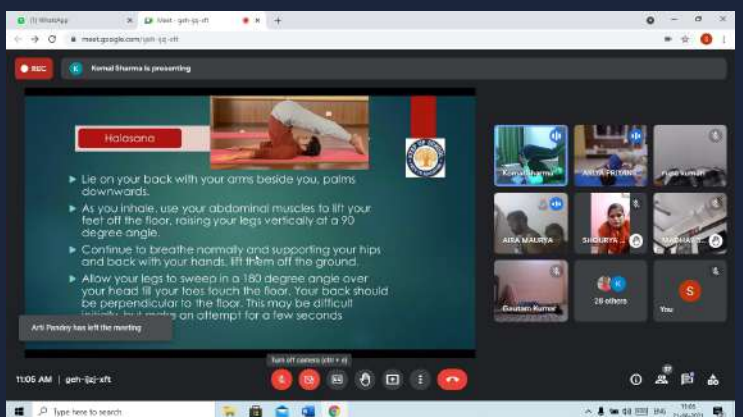 (1) WhatsApp
Meet - geh-ijzj-xft
meet.google.com/geh-ijzj-xft
REC
K
Komal Sharma is presenting
Halasana
Lie on your back with your arms beside you, palms
downwards.
As you inhale, use your abdominal muscles to lift your
feet off the floor, raising your legs vertically at a 90
degree angle.
Continue to breathe normally and supporting your hips
and back with your hands, lift them off the ground.
Allow your legs to sweep in a 180 degree angle over
your head till your toes touch the floor. Your back should
be perpendicular to the floor. This may be difficult
initially, but make an attempt for a few seconds
Arti Pandey has left the meeting
Komal Sharma
AIRA MAURYA
SHOURYA
Gautam Kumar
K
28 others
S
You
Turn off camera (ctrl + e)
11:05 AM | geh-ijzj-xft
37
Type here to search
ENG
11:05